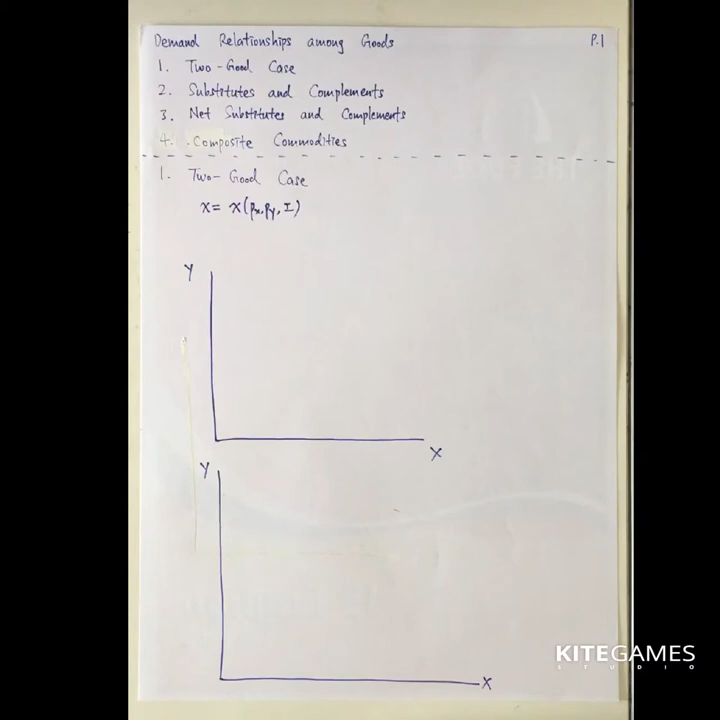 Demand Relationships among Goods P.1
1. Two-Good Case
2. Substitutes and Complements
3. Net Substitutes and Complements
4. Composite Commodities
1. Two-Good Case
X = X(Px, Py, I)
Y
X
Y
X
KITEGAMES
STUDIO